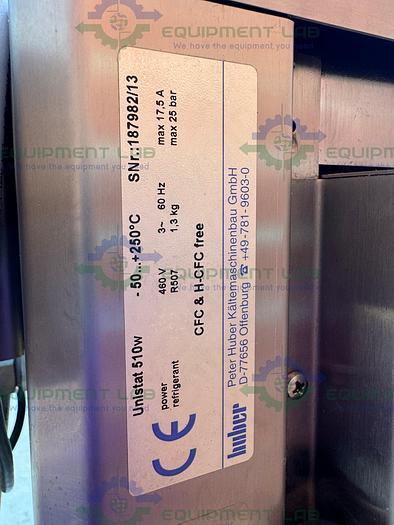 Unistat 510w - 50...+250°C SNr.:187982/13
power 460 V 3~ 60 Hz max 17,5 A
refrigerant R507 1,3 kg max 25 bar
CFC & H-CFC free
CE
huber
Peter Huber Kältemaschinenbau GmbH
D-77656 Offenburg ☎ +49-781-9603-0
EQUIPMENT LAB
We have the equipment you need